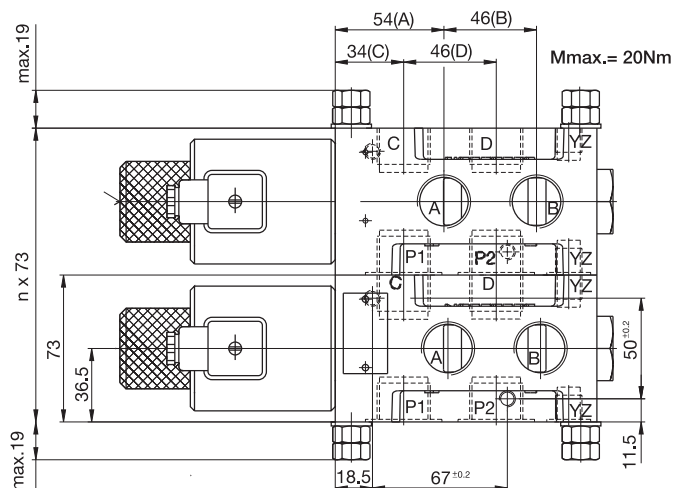 54(A) 46(B)
34(C) 46(D)
Mmax.= 20Nm
max.19
C D YZ
A B
P1 P2 YZ
C D YZ
A B
P1 P2 YZ
n x 73
73
36.5
50±0.2
11.5
max.19
18.5 67±0.2